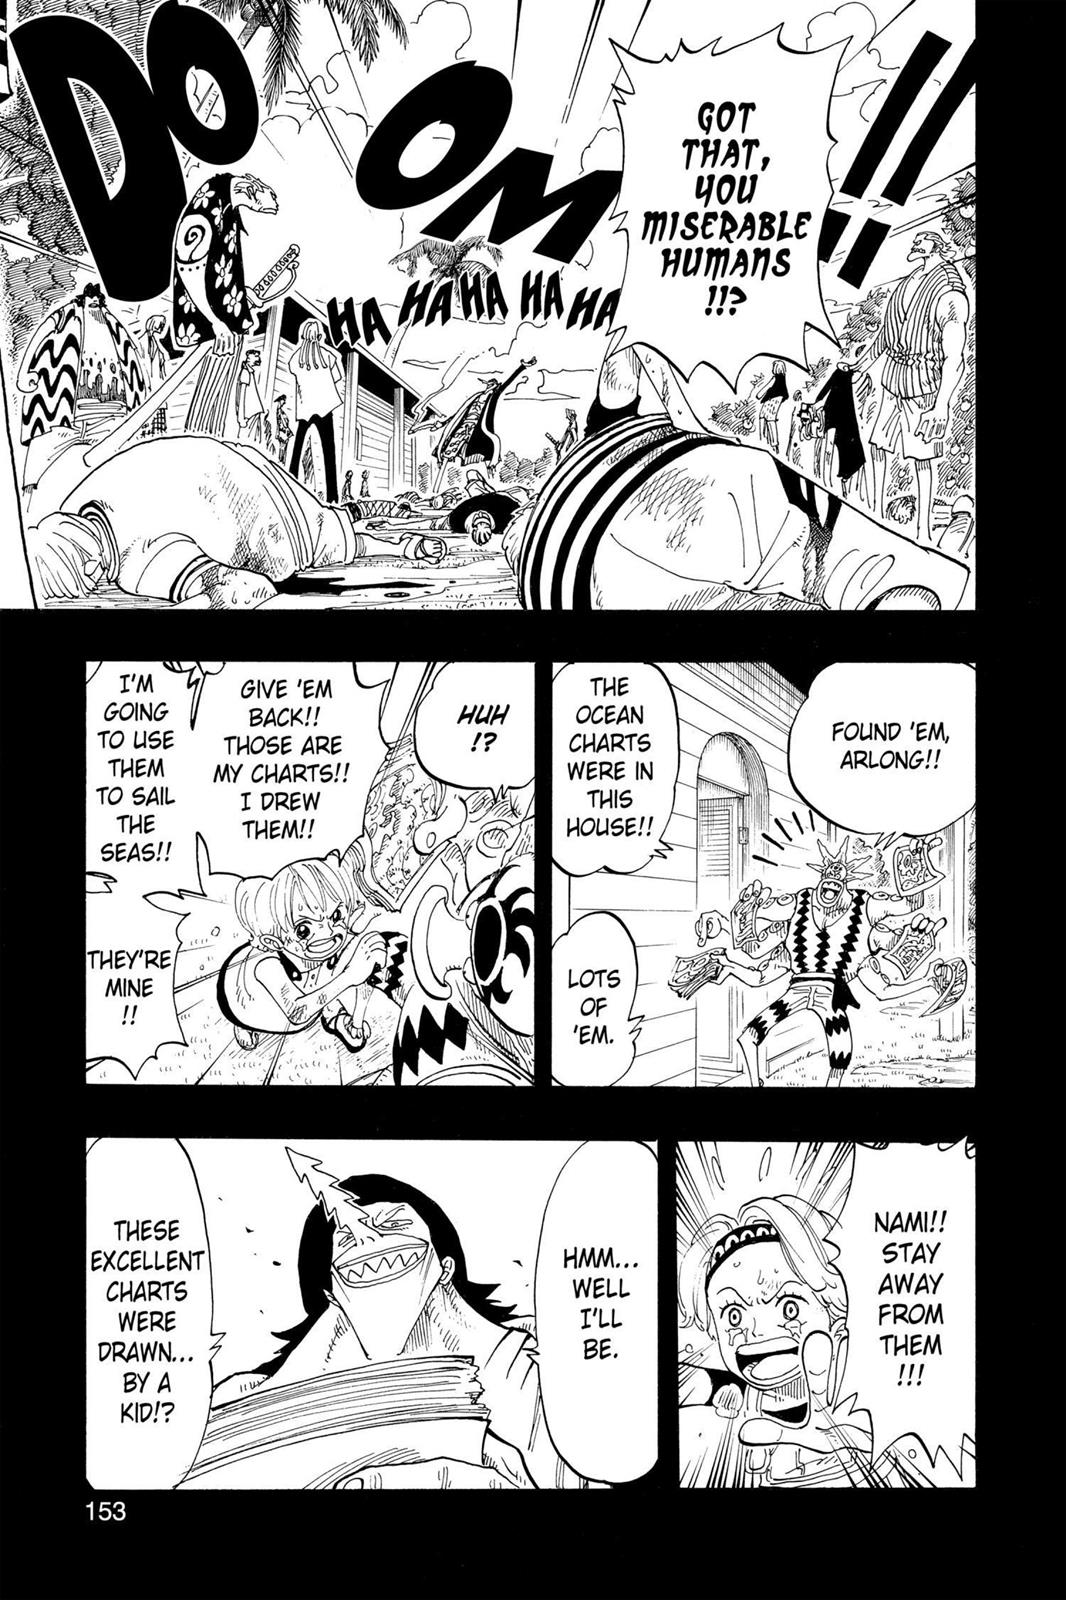 DOOM!!
GOT
THAT,
YOU
MISERABLE
HUMANS
!!?
HA HA HA HA HA
FOUND 'EM,
ARLONG!!
THE
OCEAN
CHARTS
WERE IN
THIS
HOUSE!!
LOTS
OF
'EM.
HUH
!?
GIVE 'EM
BACK!!
THOSE ARE
MY CHARTS!!
I DREW
THEM!!
I'M
GOING
TO USE
THEM
TO SAIL
THE
SEAS!!
THEY'RE
MINE
!!
NAMI!!
STAY
AWAY
FROM
THEM
!!!
HMM...
WELL
I'LL
BE.
THESE
EXCELLENT
CHARTS
WERE
DRAWN...
BY A
KID!?
153